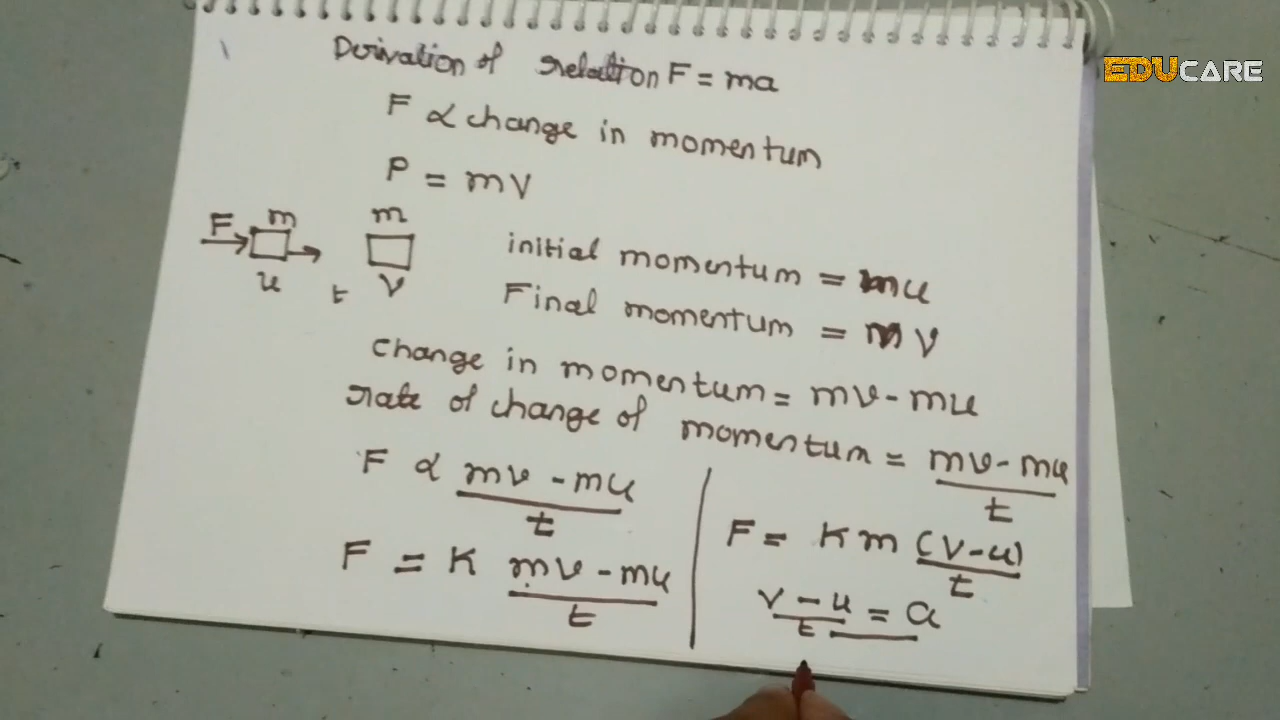 EDUCARE
Derivation of relation F = ma
F ∝ change in momentum
P = mv
F m m
u t v
initial momentum = mu
Final momentum = mv
change in momentum = mv - mu
rate of change of momentum = mv - mu / t
F ∝ mv - mu / t
F = K mv - mu / t
F = Km (v-u) / t
v - u / t = a